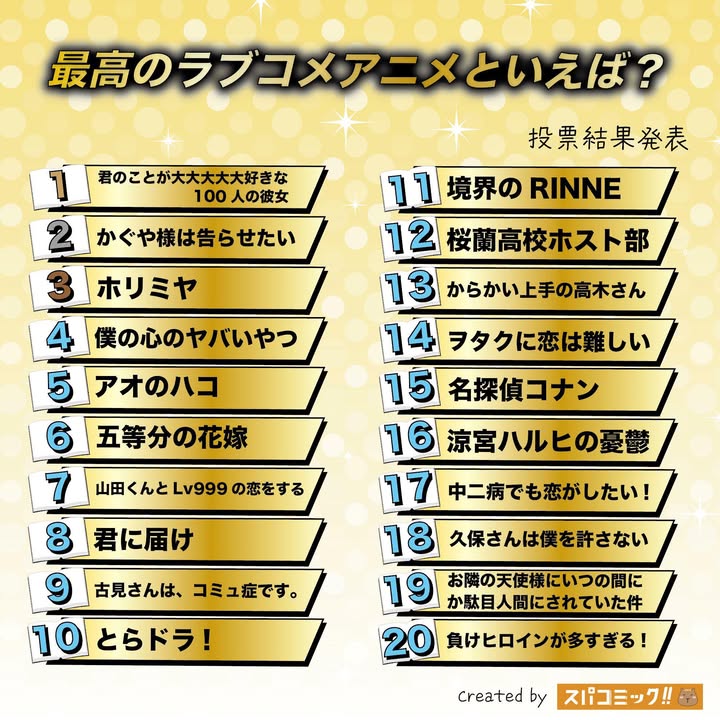 最高のラブコメアニメといえば？
投票結果発表
1 君のことが大大大大大好きな
100人の彼女
2 かぐや様は告らせたい
3 ホリミヤ
4 僕の心のヤバいやつ
5 アオのハコ
6 五等分の花嫁
7 山田くんとLv999の恋をする
8 君に届け
9 古見さんは、コミュ症です。
10 とらドラ！
11 境界のRINNE
12 桜蘭高校ホスト部
13 からかい上手の高木さん
14 ヲタクに恋は難しい
15 名探偵コナン
16 涼宮ハルヒの憂鬱
17 中二病でも恋がしたい！
18 久保さんは僕を許さない
19 お隣の天使様にいつの間に
か駄目人間にされていた件
20 負けヒロインが多すぎる！
created by スパコミック!!